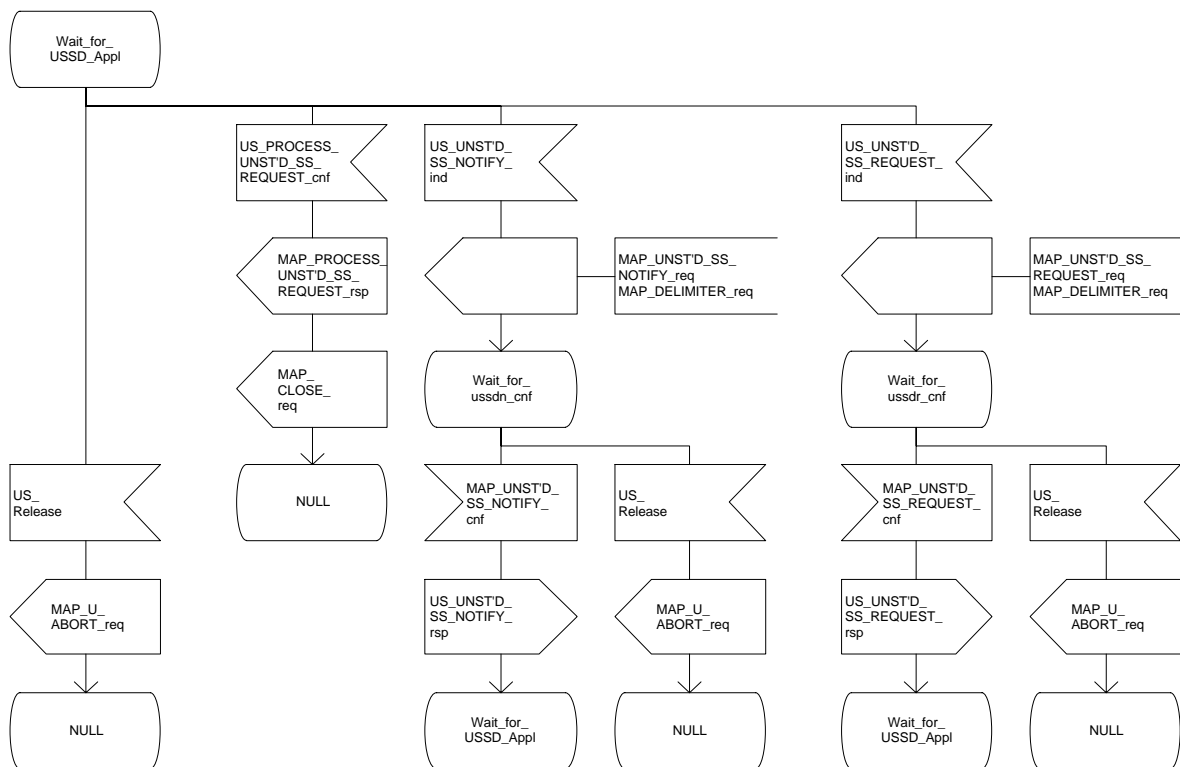 Wait_for_
USSD_Appl
US_PROCESS_
UNST'D_SS_
REQUEST_cnf
US_UNST'D_
SS_NOTIFY_
ind
US_UNST'D_
SS_REQUEST_
ind
MAP_PROCESS_
UNST'D_SS_
REQUEST_rsp
MAP_UNST'D_SS_
NOTIFY_req
MAP_DELIMITER_req
MAP_UNST'D_SS_
REQUEST_req
MAP_DELIMITER_req
MAP_
CLOSE_
req
Wait_for_
ussdn_cnf
Wait_for_
ussdr_cnf
US_
Release
NULL
MAP_UNST'D_
SS_NOTIFY_
cnf
US_
Release
MAP_UNST'D_
SS_REQUEST_
cnf
US_
Release
MAP_U_
ABORT_req
US_UNST'D_
SS_NOTIFY_
rsp
MAP_U_
ABORT_req
US_UNST'D_
SS_REQUEST_
rsp
MAP_U_
ABORT_req
NULL
Wait_for_
USSD_Appl
NULL
Wait_for_
USSD_Appl
NULL